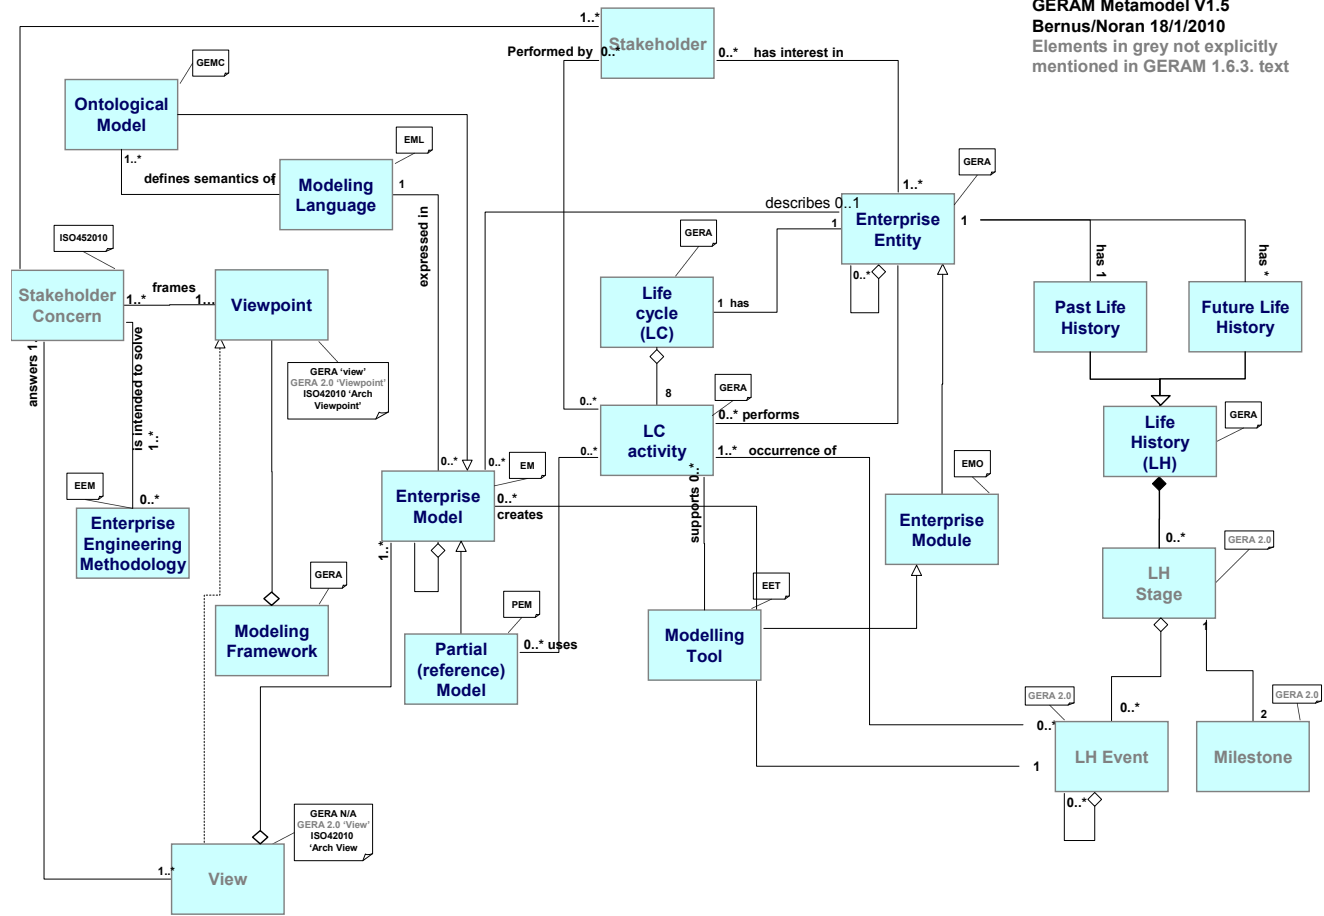 GERAM Metamodel V1.5
Bernus/Noran 18/1/2010
Elements in grey not explicitly
mentioned in GERAM 1.6.3. text
1..*
Stakeholder
Performed by 0..*
0..* has interest in
GEMC
Ontological
Model
1..*
defines semantics of
EML
Modeling
Language
1
expressed in
GERA
1..*
describes 0..1
Enterprise
Entity
1
1
0..*
has 1
has *
ISO452010
Stakeholder
Concern
1..*
frames
1...
Viewpoint
GERA
Life
cycle
(LC)
1 has
Past Life
History
Future Life
History
answers 1.
is intended to solve
1..*
GERA 'view'
GERA 2.0 'Viewpoint'
ISO42010 'Arch
Viewpoint'
8
GERA
0..*
LC
activity
0..* performs
0..*
1..* occurrence of
supports 0..*
Life
History
(LH)
GERA
EEM
0..*
Enterprise
Engineering
Methodology
0..*
0..*
EM
Enterprise
Model
0..*
creates
1..*
EMO
Enterprise
Module
0..*
GERA 2.0
LH
Stage
1
GERA
Modeling
Framework
PEM
Partial
(reference)
Model
0..* uses
EET
Modelling
Tool
GERA 2.0
0..*
0..*
1
LH Event
0..*
GERA 2.0
2
Milestone
GERA N/A
GERA 2.0 'View'
ISO42010
'Arch View
1..*
View